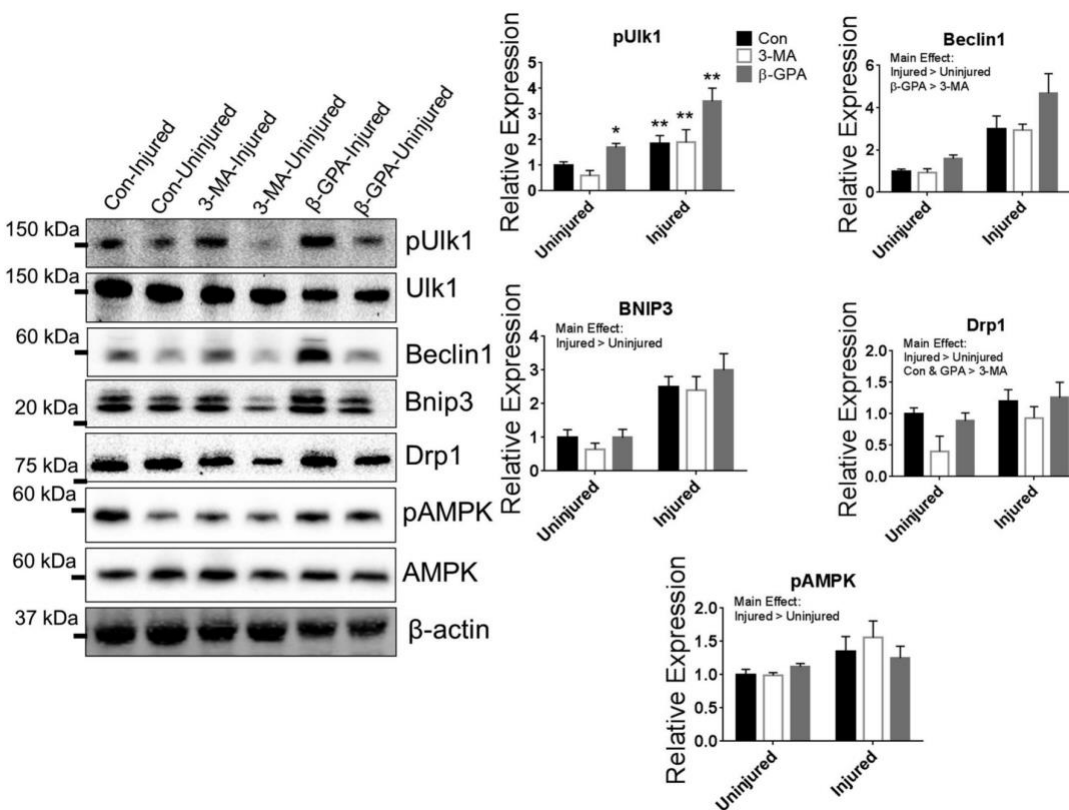 Con-Injured
Con-Uninjured
3-MA-Injured
3-MA-Uninjured
β-GPA-Injured
β-GPA-Uninjured
150 kDa
pUlk1
150 kDa
Ulk1
60 kDa
Beclin1
20 kDa
Bnip3
75 kDa
Drp1
60 kDa
pAMPK
60 kDa
AMPK
37 kDa
β-actin
pUlk1
Con
3-MA
β-GPA
Relative Expression
5
4
3
2
1
0
*
**
**
**
Uninjured
Injured
Beclin1
Main Effect:
Injured > Uninjured
β-GPA > 3-MA
Relative Expression
6
4
2
0
Uninjured
Injured
BNIP3
Main Effect:
Injured > Uninjured
Relative Expression
4
3
2
1
0
Uninjured
Injured
Drp1
Main Effect:
Injured > Uninjured
Con & GPA > 3-MA
Relative Expression
2.0
1.5
1.0
0.5
0.0
Uninjured
Injured
pAMPK
Main Effect:
Injured > Uninjured
Relative Expression
2.0
1.5
1.0
0.5
0.0
Uninjured
Injured